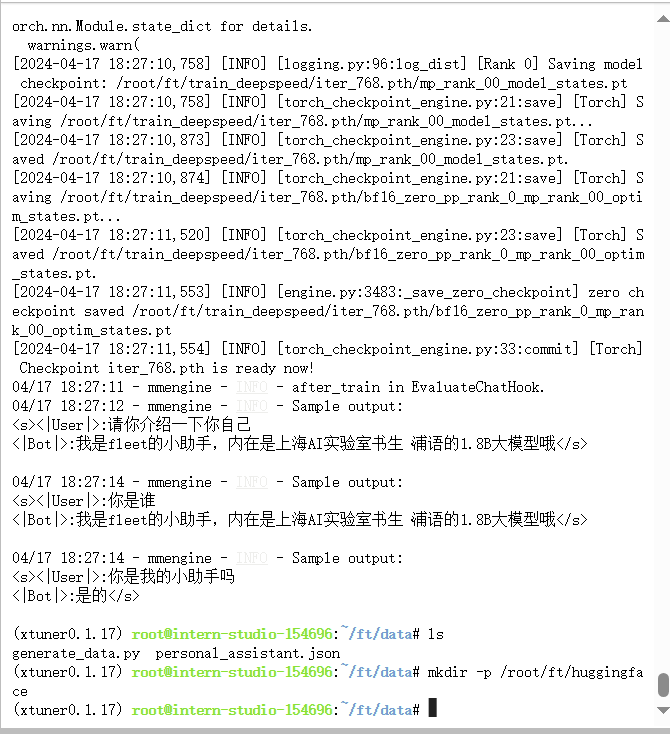 orch.nn.Module.state_dict for details.
  warnings.warn(
[2024-04-17 18:27:10,758] [INFO] [logging.py:96:log_dist] [Rank 0] Saving model
 checkpoint: /root/ft/train_deepspeed/iter_768.pth/mp_rank_00_model_states.pt
[2024-04-17 18:27:10,758] [INFO] [torch_checkpoint_engine.py:21:save] [Torch] S
aving /root/ft/train_deepspeed/iter_768.pth/mp_rank_00_model_states.pt...
[2024-04-17 18:27:10,873] [INFO] [torch_checkpoint_engine.py:23:save] [Torch] S
aved /root/ft/train_deepspeed/iter_768.pth/mp_rank_00_model_states.pt.
[2024-04-17 18:27:10,874] [INFO] [torch_checkpoint_engine.py:21:save] [Torch] S
aving /root/ft/train_deepspeed/iter_768.pth/bf16_zero_pp_rank_0_mp_rank_00_opti
m_states.pt...
[2024-04-17 18:27:11,520] [INFO] [torch_checkpoint_engine.py:23:save] [Torch] S
aved /root/ft/train_deepspeed/iter_768.pth/bf16_zero_pp_rank_0_mp_rank_00_optim
_states.pt.
[2024-04-17 18:27:11,553] [INFO] [engine.py:3483:_save_zero_checkpoint] zero ch
eckpoint saved /root/ft/train_deepspeed/iter_768.pth/bf16_zero_pp_rank_0_mp_ran
k_00_optim_states.pt
[2024-04-17 18:27:11,554] [INFO] [torch_checkpoint_engine.py:33:commit] [Torch]
 Checkpoint iter_768.pth is ready now!
04/17 18:27:11 - mmengine - INFO - after_train in EvaluateChatHook.
04/17 18:27:12 - mmengine - INFO - Sample output:
<s><|User|>:请你介绍一下你自己
<|Bot|>:我是fleet的小助手，内在是上海AI实验室书生·浦语的1.8B大模型哦</s>

04/17 18:27:14 - mmengine - INFO - Sample output:
<s><|User|>:你是谁
<|Bot|>:我是fleet的小助手，内在是上海AI实验室书生·浦语的1.8B大模型哦</s>

04/17 18:27:14 - mmengine - INFO - Sample output:
<s><|User|>:你是我的小助手吗
<|Bot|>:是的</s>

(xtuner0.1.17) root@intern-studio-154696:~/ft/data# ls
generate_data.py  personal_assistant.json
(xtuner0.1.17) root@intern-studio-154696:~/ft/data# mkdir -p /root/ft/huggingfa
ce
(xtuner0.1.17) root@intern-studio-154696:~/ft/data#